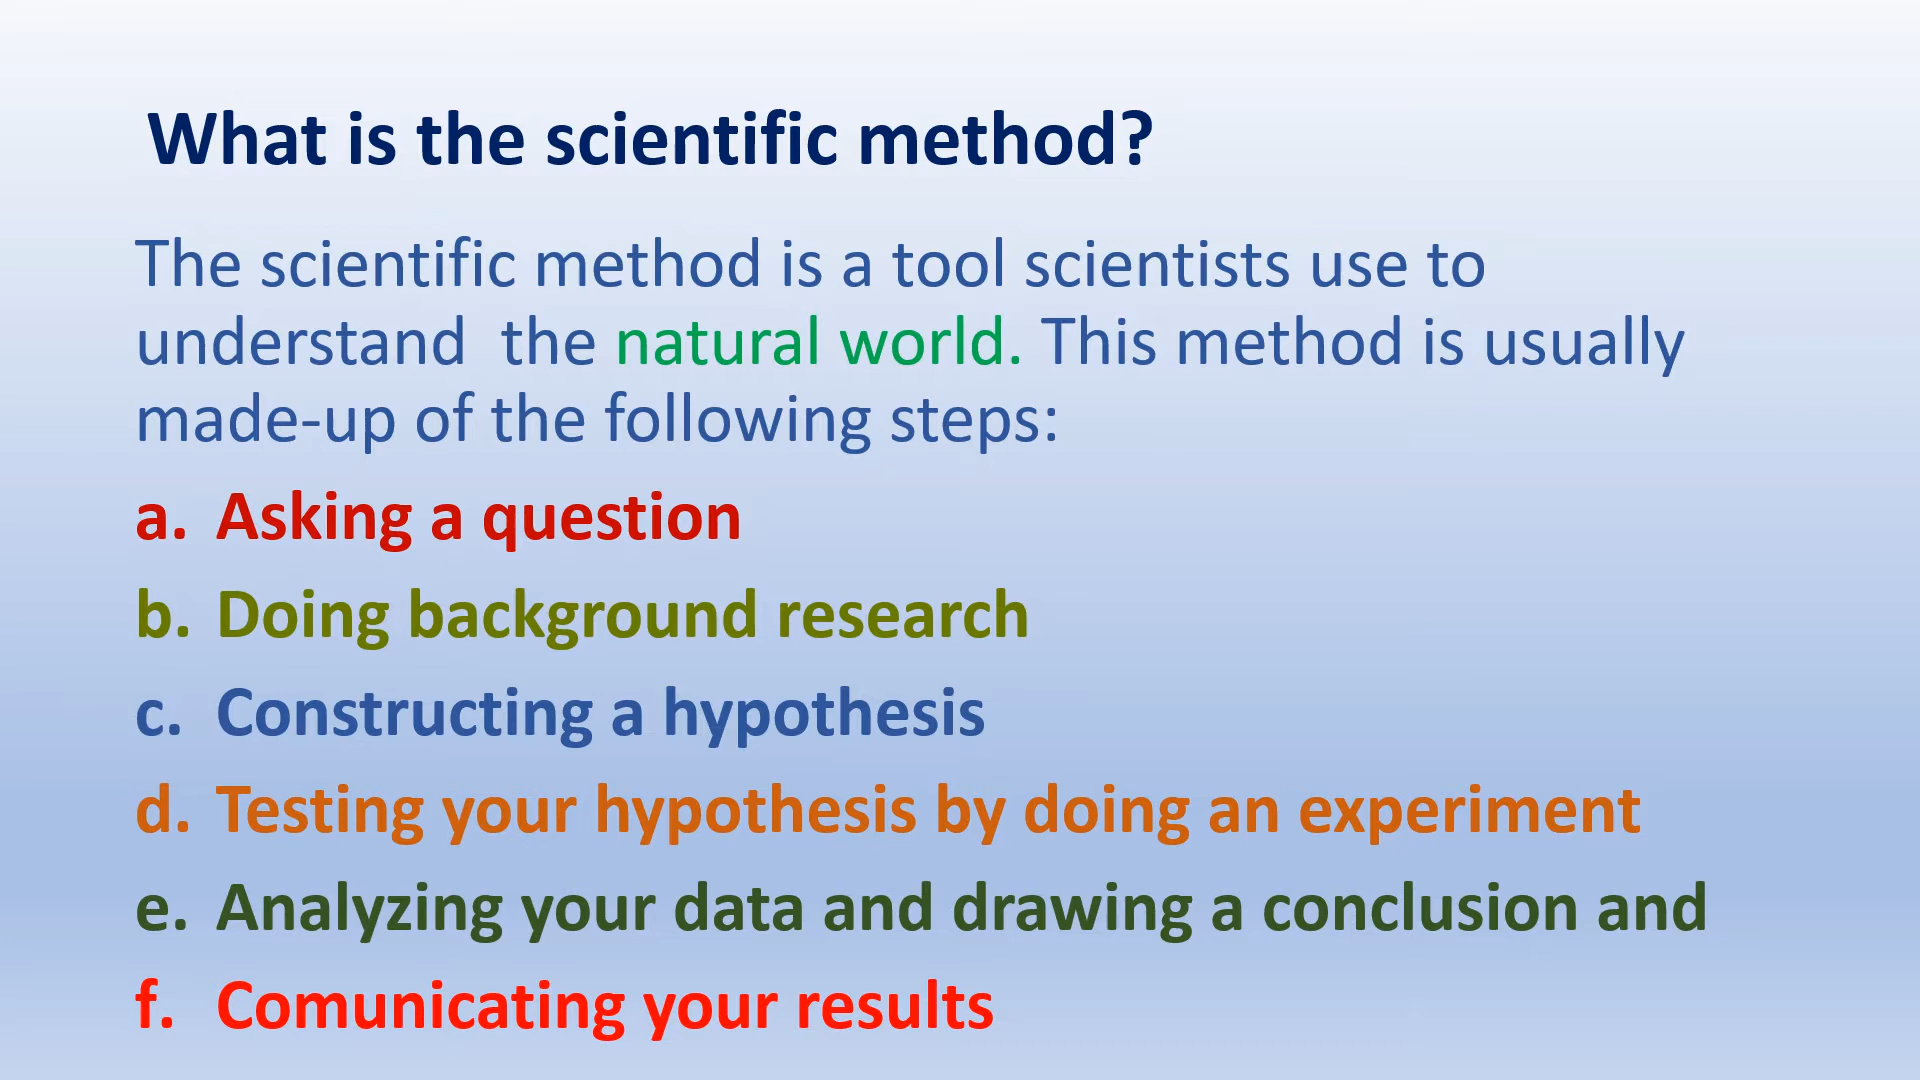 What is the scientific method?
The scientific method is a tool scientists use to
understand  the natural world. This method is usually
made-up of the following steps:
a. Asking a question
b. Doing background research
c. Constructing a hypothesis
d. Testing your hypothesis by doing an experiment
e. Analyzing your data and drawing a conclusion and
f. Comunicating your results